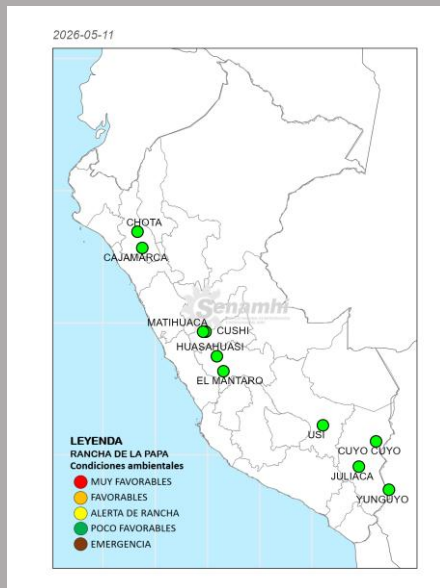 2026-05-11
CHOTA
CAJAMARCA
Senamhi
MATIHUACA
CUSHI
HUASAHUASI
EL MANTARO
USI
CUYO CUYO
JULIACA
YUNGUYO
LEYENDA
RANCHA DE LA PAPA
Condiciones ambientales
MUY FAVORABLES
FAVORABLES
ALERTA DE RANCHA
POCO FAVORABLES
EMERGENCIA